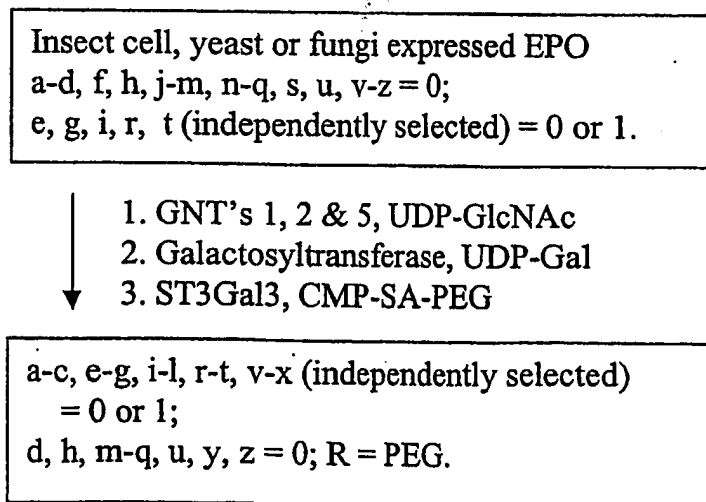 Insect cell, yeast or fungi expressed EPO
a-d, f, h, j-m, n-q, s, u, v-z = 0;
e, g, i, r, t (independently selected) = 0 or 1.
1. GNT's 1, 2 & 5, UDP-GlcNAc
2. Galactosyltransferase, UDP-Gal
3. ST3Gal3, CMP-SA-PEG
a-c, e-g, i-l, r-t, v-x (independently selected)
= 0 or 1;
d, h, m-q, u, y, z = 0; R = PEG.